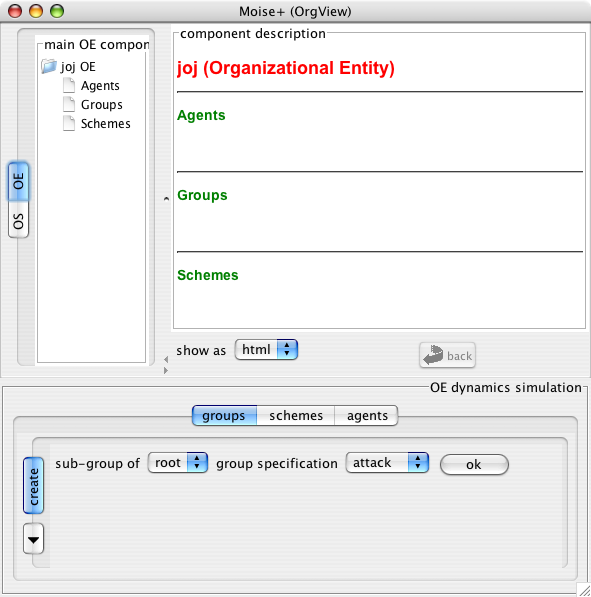 Moise+ (OrgView)
main OE compon
joj OE
Agents
Groups
Schemes
OE
OS
component description
joj (Organizational Entity)
Agents
Groups
Schemes
show as html
back
OE dynamics simulation
groups schemes agents
create
sub-group of root group specification attack ok